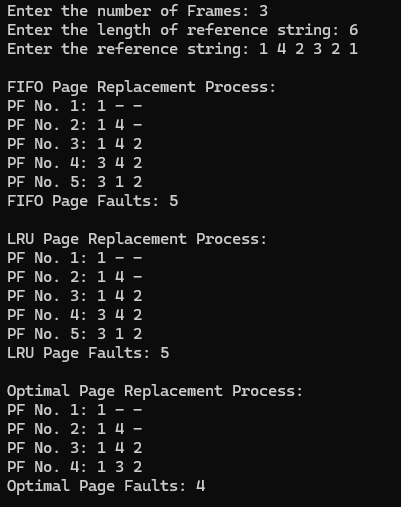 Enter the number of Frames: 3
Enter the length of reference string: 6
Enter the reference string: 1 4 2 3 2 1
FIFO Page Replacement Process:
PF No. 1: 1 - -
PF No. 2: 1 4 -
PF No. 3: 1 4 2
PF No. 4: 3 4 2
PF No. 5: 3 1 2
FIFO Page Faults: 5
LRU Page Replacement Process:
PF No. 1: 1 - -
PF No. 2: 1 4 -
PF No. 3: 1 4 2
PF No. 4: 3 4 2
PF No. 5: 3 1 2
LRU Page Faults: 5
Optimal Page Replacement Process:
PF No. 1: 1 - -
PF No. 2: 1 4 -
PF No. 3: 1 4 2
PF No. 4: 1 3 2
Optimal Page Faults: 4